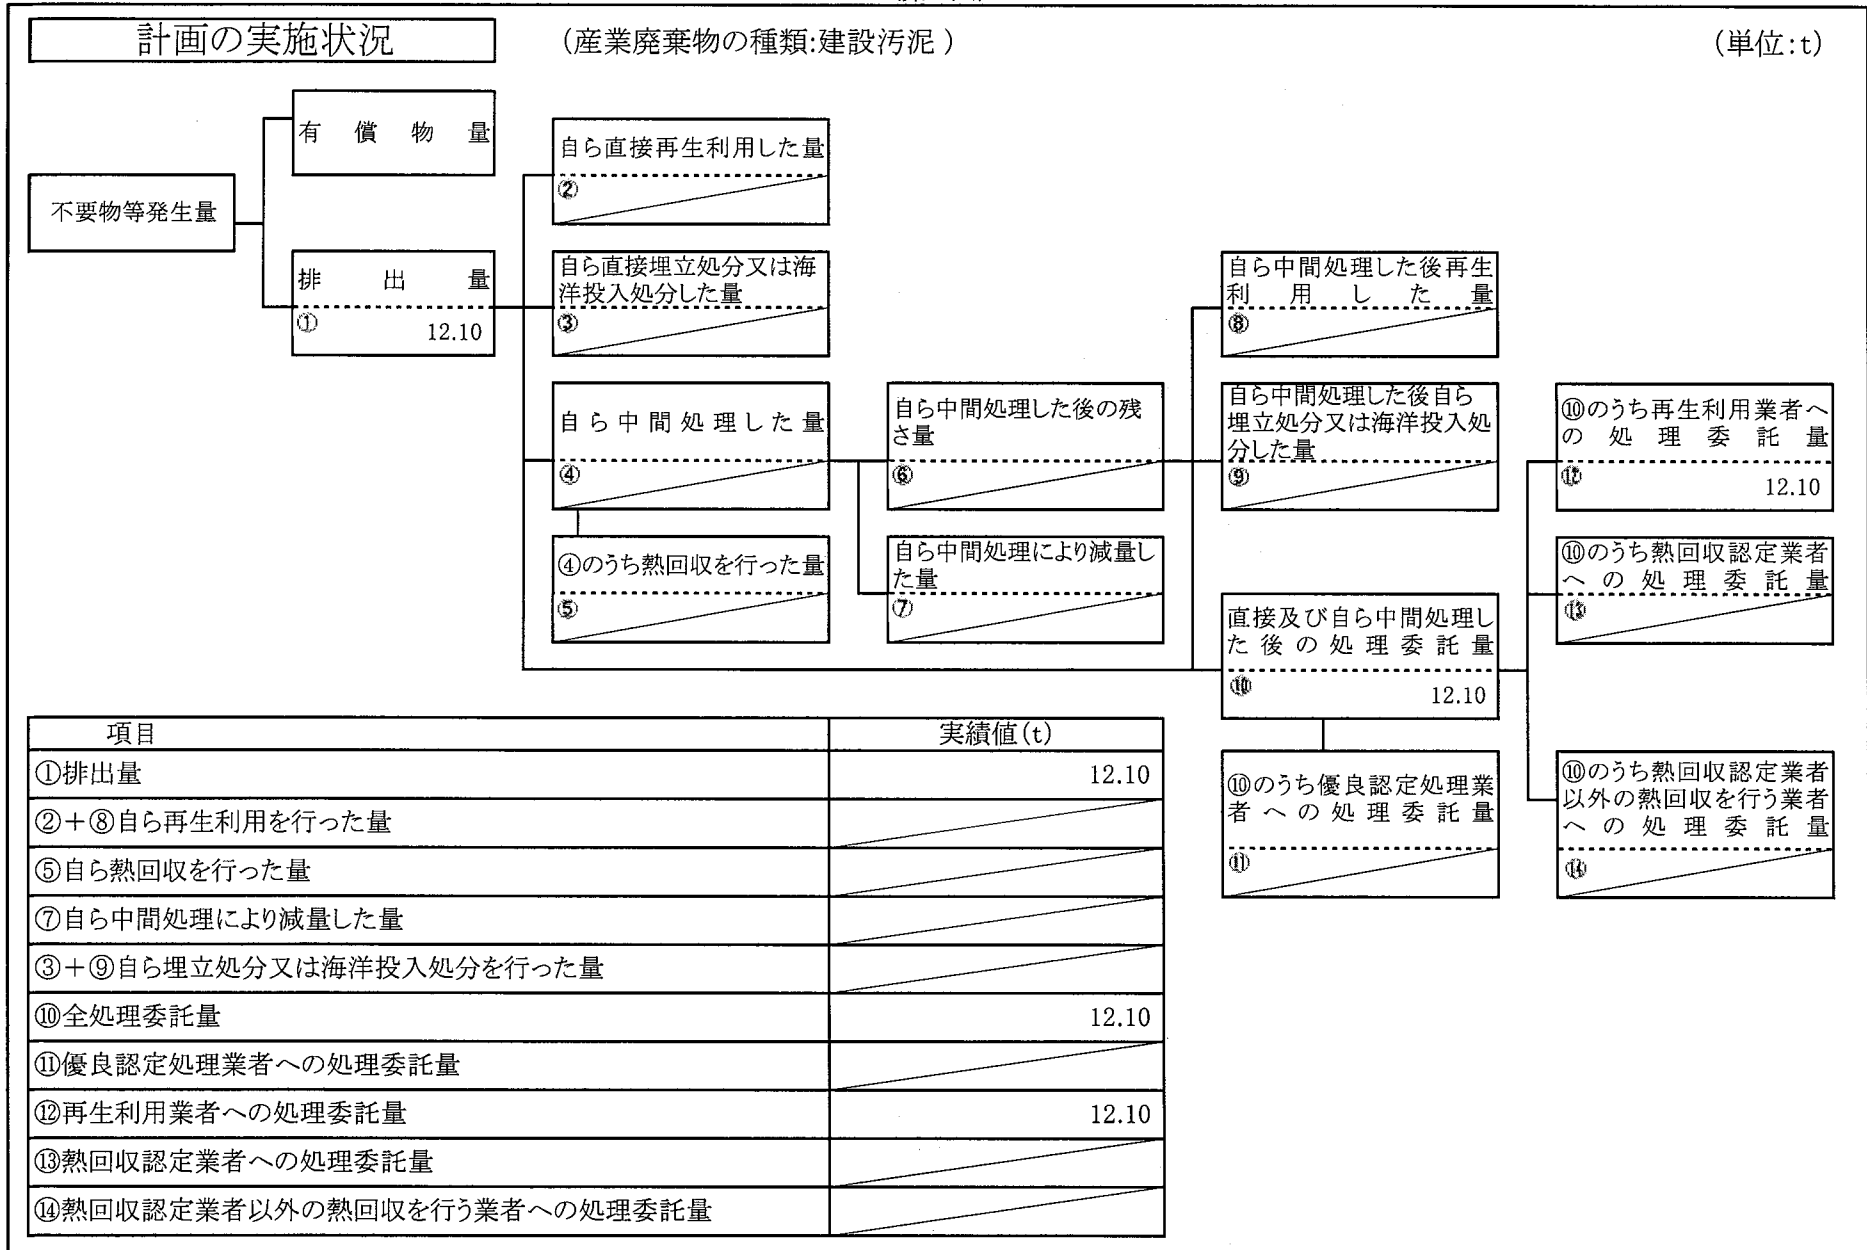 計画の実施状況
(産業廃棄物の種類:建設汚泥 )
(単位:t)
不要物等発生量
有償物量
排出量
① 12.10
自ら直接再生利用した量
②
自ら直接埋立処分又は海
洋投入処分した量
③
自ら中間処理した量
④
④のうち熱回収を行った量
⑤
自ら中間処理した後の残
さ量
⑥
自ら中間処理により減量し
た量
⑦
自ら中間処理した後再生
利用した量
⑧
自ら中間処理した後自ら
埋立処分又は海洋投入処
分した量
⑨
直接及び自ら中間処理し
た後の処理委託量
⑩ 12.10
⑩のうち優良認定処理業
者への処理委託量
⑪
⑩のうち再生利用業者へ
の処理委託量
⑫ 12.10
⑩のうち熱回収認定業者
への処理委託量
⑬
⑩のうち熱回収認定業者
以外の熱回収を行う業者
への処理委託量
⑭
項目 実績値(t)
①排出量 12.10
②+⑧自ら再生利用を行った量
⑤自ら熱回収を行った量
⑦自ら中間処理により減量した量
③+⑨自ら埋立処分又は海洋投入処分を行った量
⑩全処理委託量 12.10
⑪優良認定処理業者への処理委託量
⑫再生利用業者への処理委託量 12.10
⑬熱回収認定業者への処理委託量
⑭熱回収認定業者以外の熱回収を行う業者への処理委託量